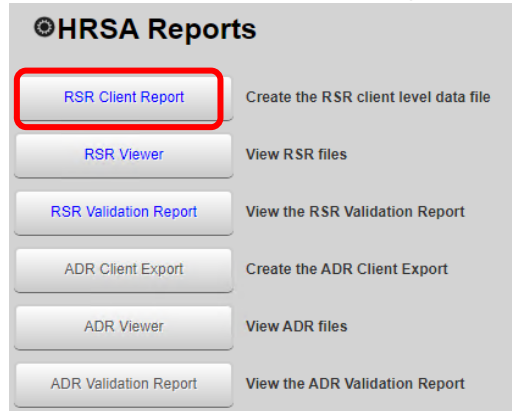 HRSA Reports
RSR Client Report Create the RSR client level data file
RSR Viewer View RSR files
RSR Validation Report View the RSR Validation Report
ADR Client Export Create the ADR Client Export
ADR Viewer View ADR files
ADR Validation Report View the ADR Validation Report